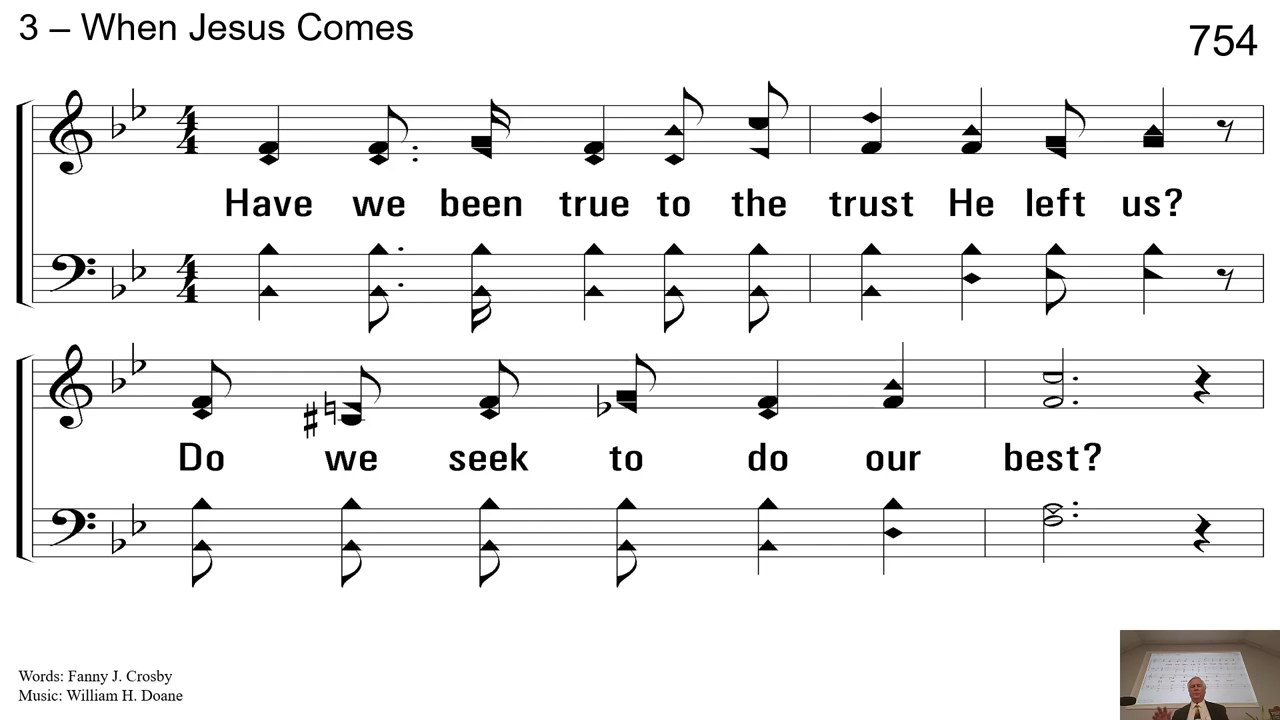 3 – When Jesus Comes
754
Have we been true to the trust He left us?
Do we seek to do our best?
Words: Fanny J. Crosby
Music: William H. Doane